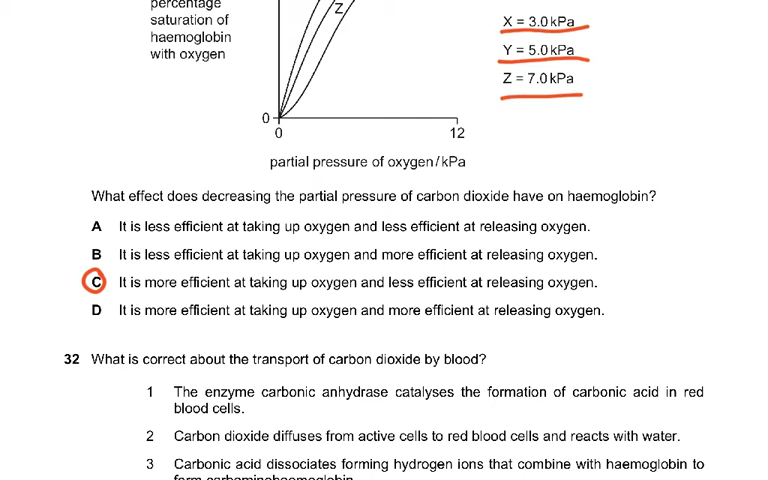 percentage
saturation of
haemoglobin
with oxygen
Z
X = 3.0 kPa
Y = 5.0 kPa
Z = 7.0 kPa
0
0
12
partial pressure of oxygen / kPa
What effect does decreasing the partial pressure of carbon dioxide have on haemoglobin?
A It is less efficient at taking up oxygen and less efficient at releasing oxygen.
B It is less efficient at taking up oxygen and more efficient at releasing oxygen.
C It is more efficient at taking up oxygen and less efficient at releasing oxygen.
D It is more efficient at taking up oxygen and more efficient at releasing oxygen.
32 What is correct about the transport of carbon dioxide by blood?
1 The enzyme carbonic anhydrase catalyses the formation of carbonic acid in red
blood cells.
2 Carbon dioxide diffuses from active cells to red blood cells and reacts with water.
3 Carbonic acid dissociates forming hydrogen ions that combine with haemoglobin to
form carbaminohaemoglobin.